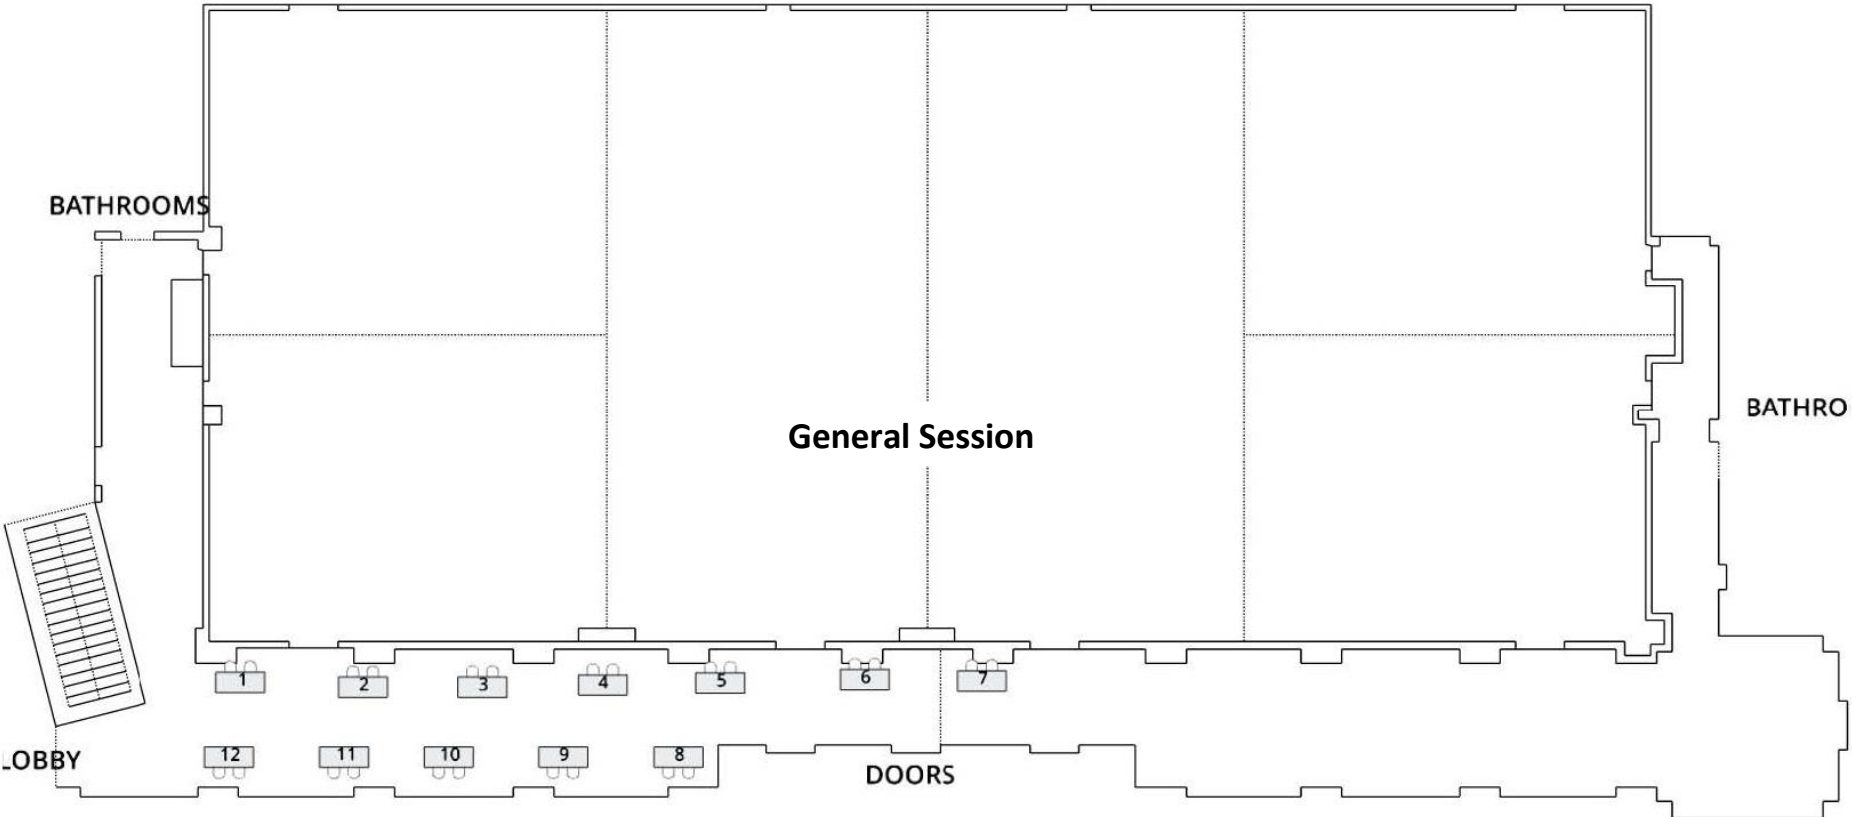 BATHROOMS
BATHRO
General Session
1 2 3 4 5 6 7
12 11 10 9 8
LOBBY
DOORS